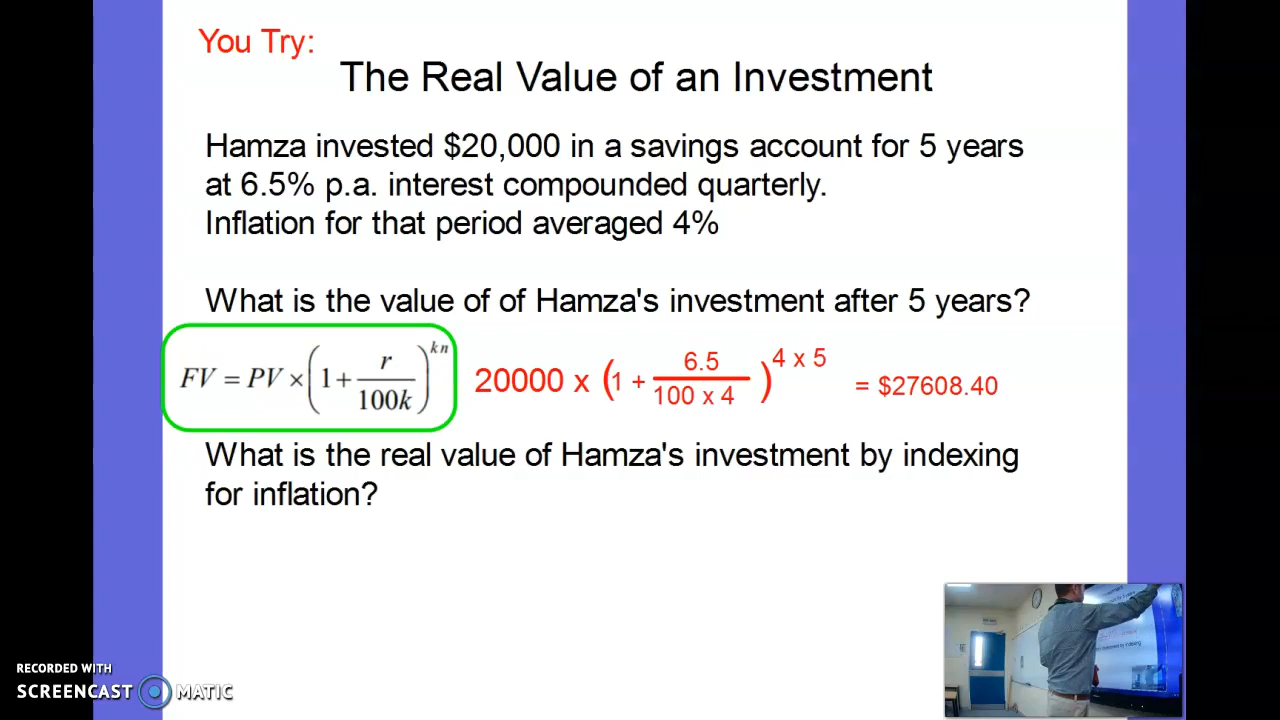 You Try:
The Real Value of an Investment
Hamza invested $20,000 in a savings account for 5 years
at 6.5% p.a. interest compounded quarterly.
Inflation for that period averaged 4%
What is the value of of Hamza's investment after 5 years?
FV = PV × (1 + r/100k)^kn 20000 x (1 + 6.5/100 x 4)^4 x 5 = $27608.40
What is the real value of Hamza's investment by indexing
for inflation?
RECORDED WITH
SCREENCAST MATIC